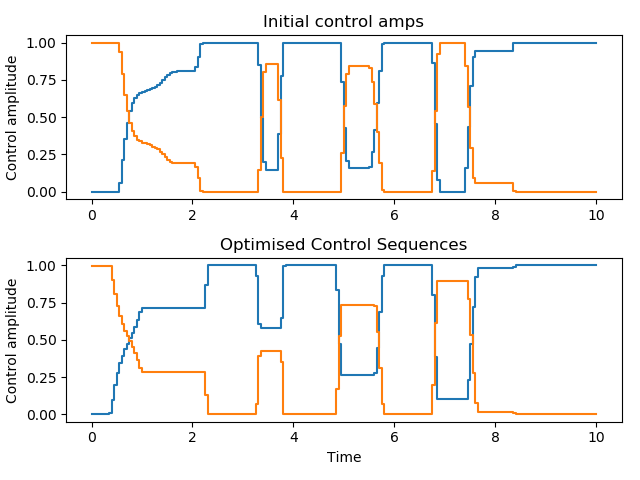 Initial control amps
Control amplitude
1.00
0.75
0.50
0.25
0.00
0 2 4 6 8 10
Optimised Control Sequences
Control amplitude
1.00
0.75
0.50
0.25
0.00
0 2 4 6 8 10
Time